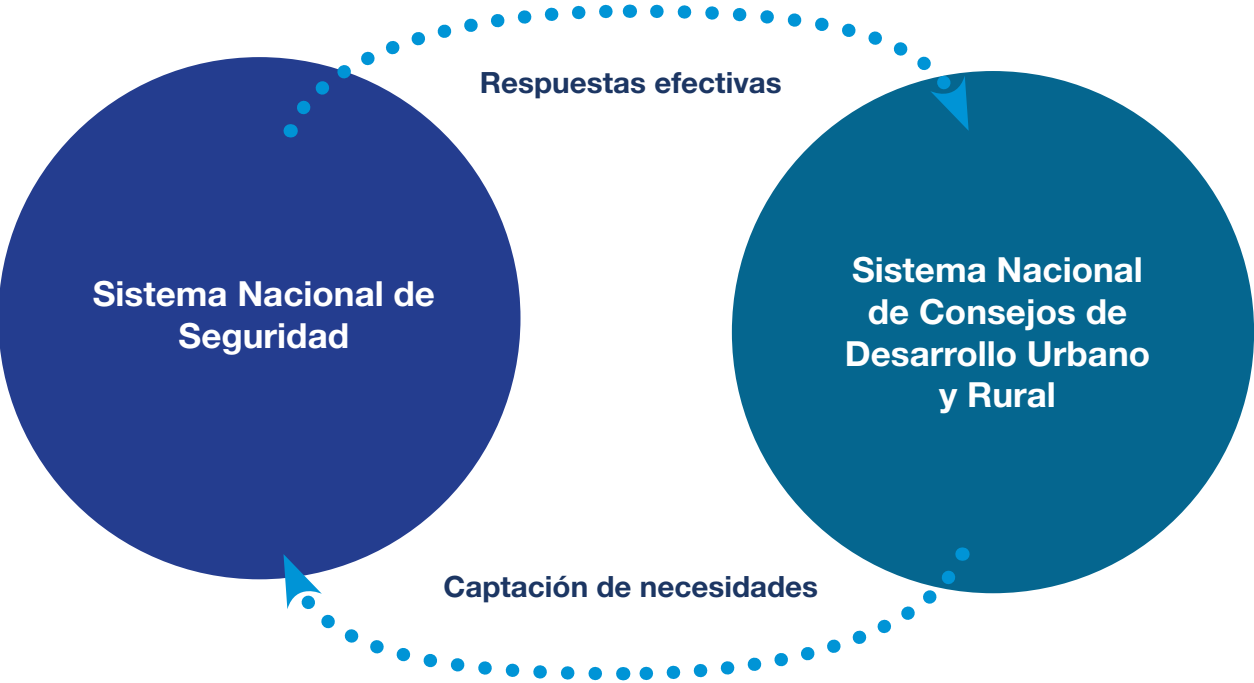 Respuestas efectivas
Sistema Nacional de
Seguridad
Sistema Nacional
de Consejos de
Desarrollo Urbano
y Rural
Captación de necesidades